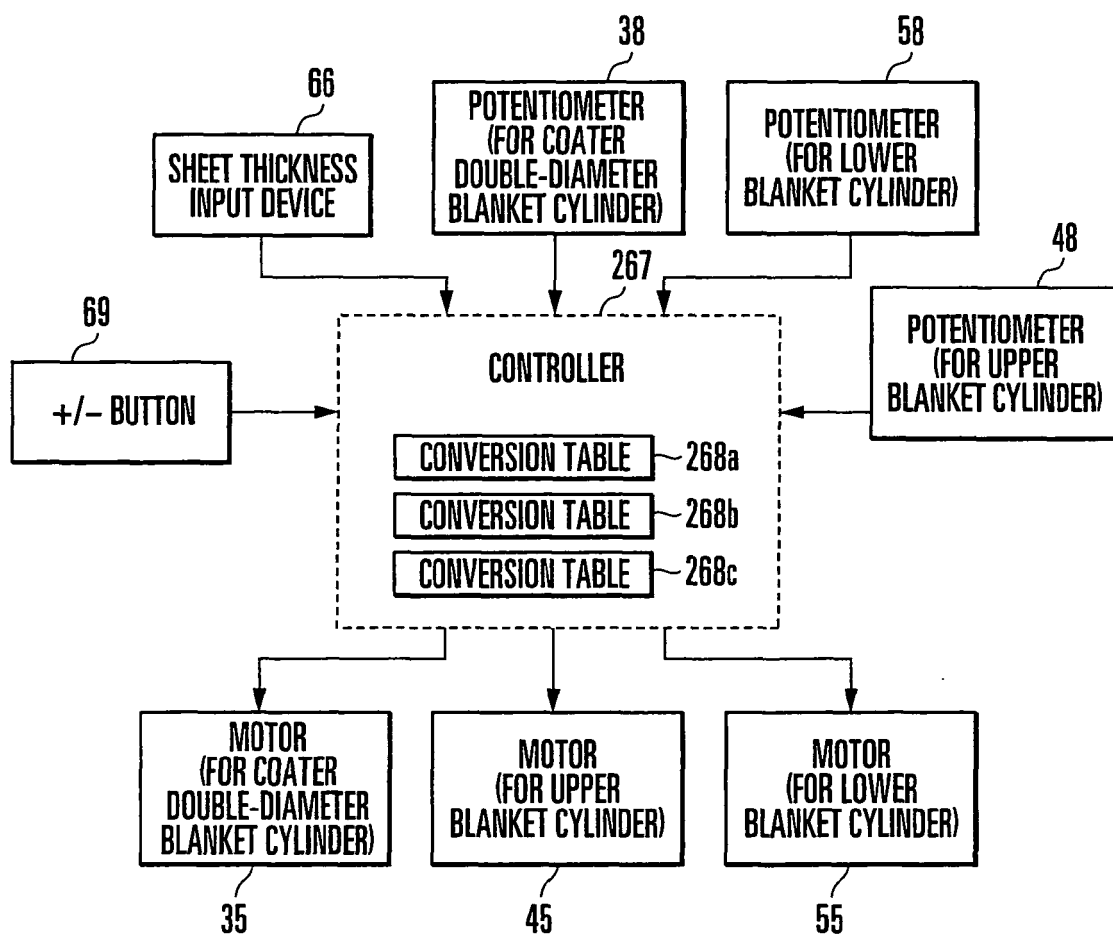 38
POTENTIOMETER
(FOR COATER
DOUBLE-DIAMETER
BLANKET CYLINDER)
58
POTENTIOMETER
(FOR LOWER
BLANKET CYLINDER)
66
SHEET THICKNESS
INPUT DEVICE
48
POTENTIOMETER
(FOR UPPER
BLANKET CYLINDER)
69
+/− BUTTON
267
CONTROLLER
CONVERSION TABLE 268a
CONVERSION TABLE 268b
CONVERSION TABLE 268c
MOTOR
(FOR COATER
DOUBLE-DIAMETER
BLANKET CYLINDER)
35
MOTOR
(FOR UPPER
BLANKET CYLINDER)
45
MOTOR
(FOR LOWER
BLANKET CYLINDER)
55